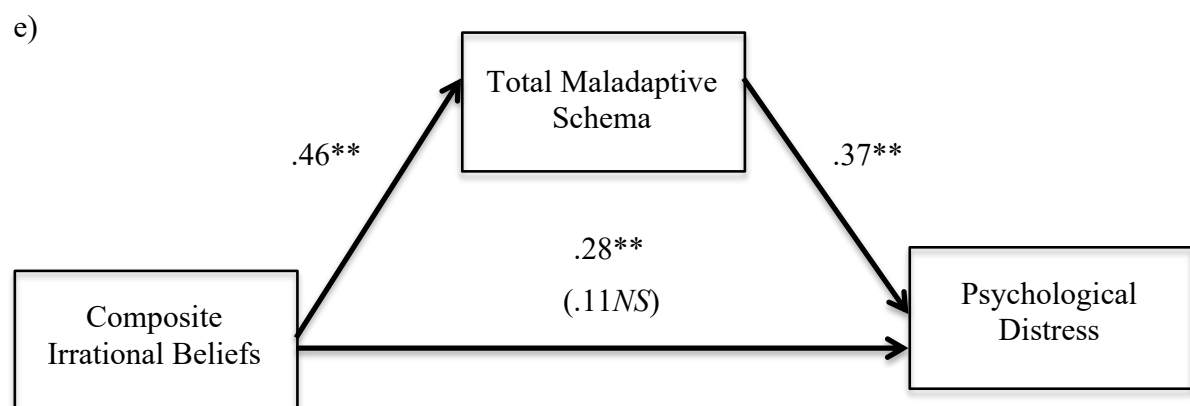 e)
Total Maladaptive
Schema
.46**
.37**
.28**
(.11NS)
Composite
Irrational Beliefs
Psychological
Distress